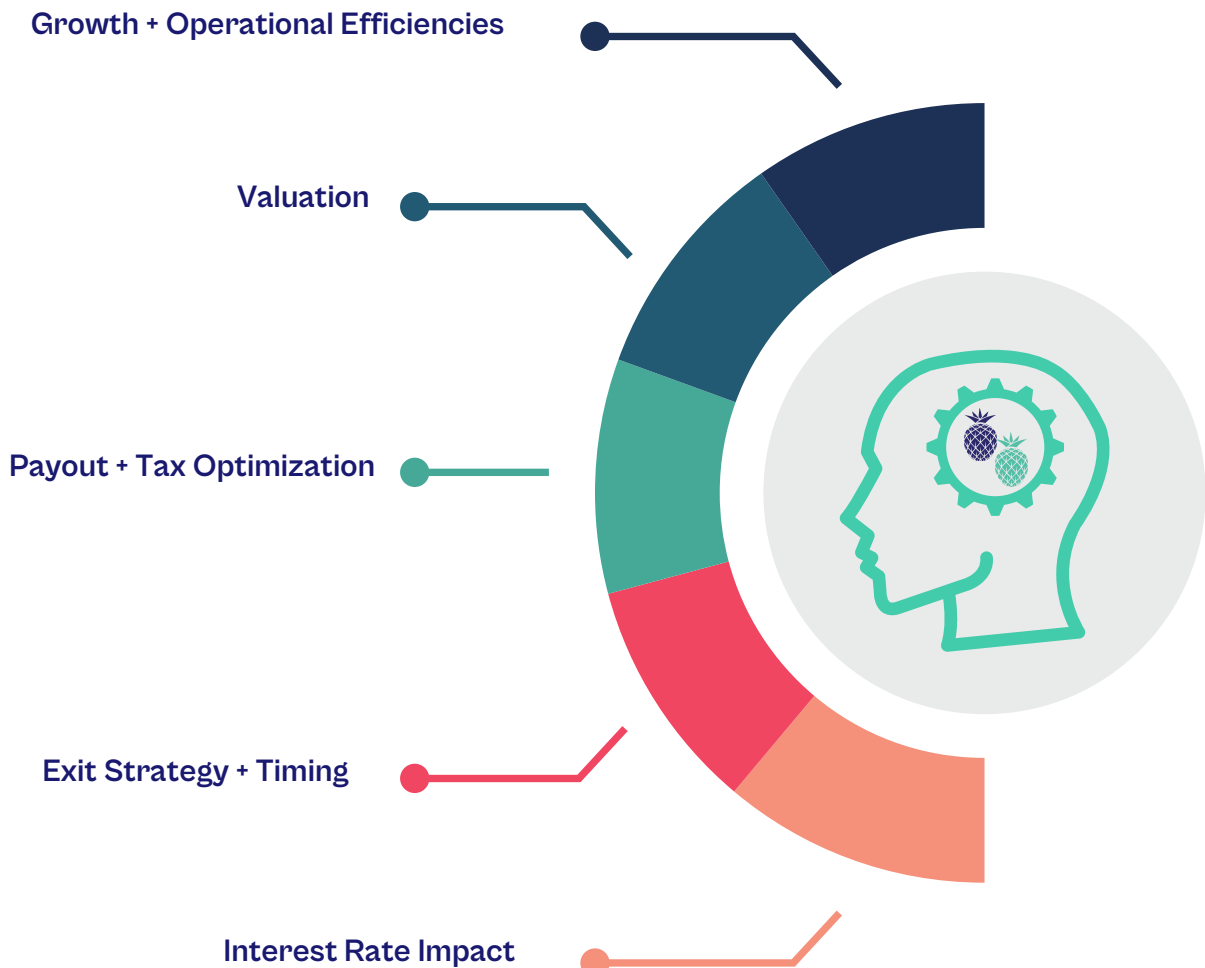 Growth + Operational Efficiencies
Valuation
Payout + Tax Optimization
Exit Strategy + Timing
Interest Rate Impact